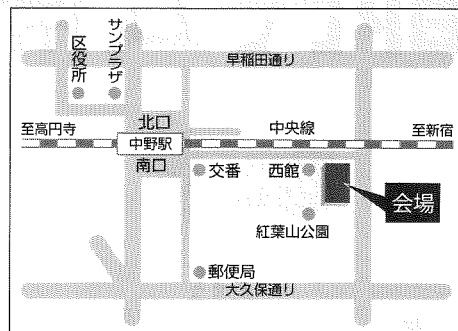 サンプラザ
区役所
早稲田通り
北口
至高円寺
中野駅
中央線
至新宿
南口
交番
西館
会場
紅葉山公園
郵便局
大久保通り